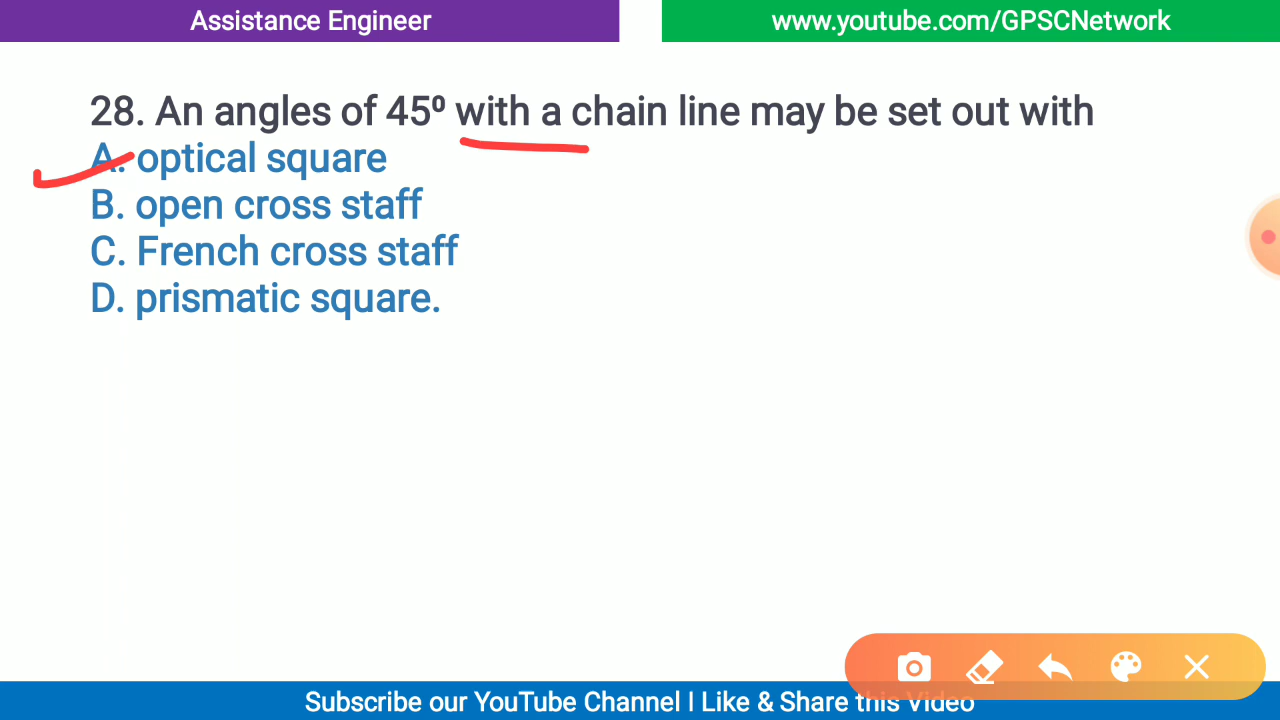 Assistance Engineer
www.youtube.com/GPSCNetwork
28. An angles of 45⁰ with a chain line may be set out with
A. optical square
B. open cross staff
C. French cross staff
D. prismatic square.
Subscribe our YouTube Channel I Like & Share this Video